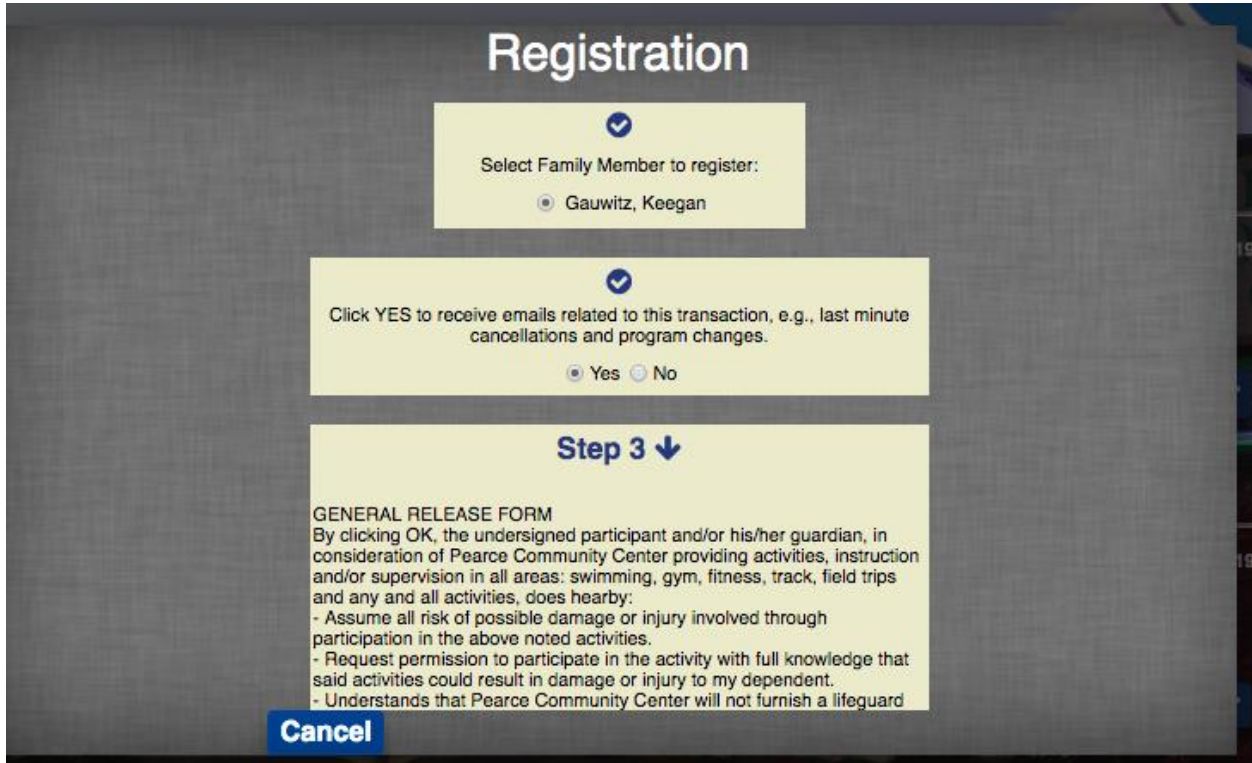 Registration
Select Family Member to register:
Gauwitz, Keegan
Click YES to receive emails related to this transaction, e.g., last minute
cancellations and program changes.
Yes No
Step 3
GENERAL RELEASE FORM
By clicking OK, the undersigned participant and/or his/her guardian, in
consideration of Pearce Community Center providing activities, instruction
and/or supervision in all areas: swimming, gym, fitness, track, field trips
and any and all activities, does hearby:
- Assume all risk of possible damage or injury involved through
participation in the above noted activities.
- Request permission to participate in the activity with full knowledge that
said activities could result in damage or injury to my dependent.
- Understands that Pearce Community Center will not furnish a lifeguard
Cancel